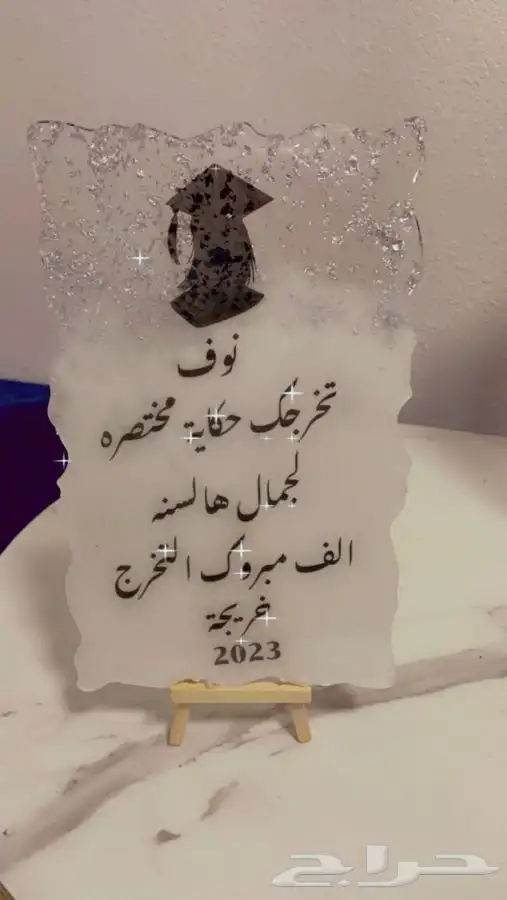 نوف
تخرجك حكاية مختصره
لجمال هالسنه
الف مبروك التخرج
خريجة
2023
حراج